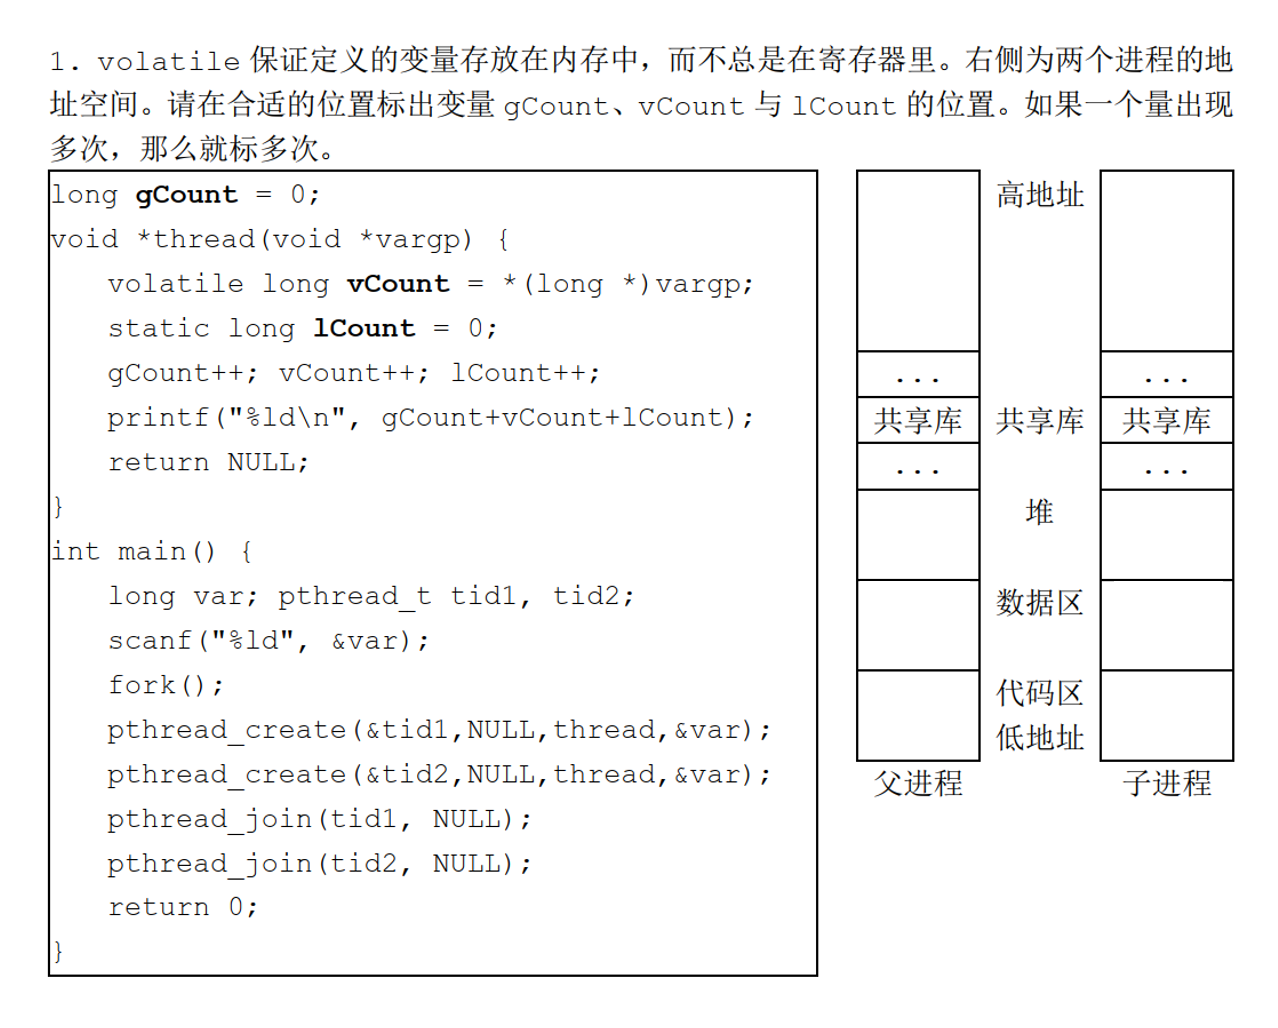 1. volatile 保证定义的变量存放在内存中，而不总是在寄存器里。右侧为两个进程的地
址空间。请在合适的位置标出变量 gCount、vCount 与 lCount 的位置。如果一个量出现
多次，那么就标多次。
long gCount = 0;
void *thread(void *vargp) {
volatile long vCount = *(long *)vargp;
static long lCount = 0;
gCount++; vCount++; lCount++;
printf("%ld\n", gCount+vCount+lCount);
return NULL;
}
int main() {
long var; pthread_t tid1, tid2;
scanf("%ld", &var);
fork();
pthread_create(&tid1,NULL,thread,&var);
pthread_create(&tid2,NULL,thread,&var);
pthread_join(tid1, NULL);
pthread_join(tid2, NULL);
return 0;
}
高地址
... ...
共享库 共享库 共享库
... ...
堆
数据区
代码区
低地址
父进程 子进程